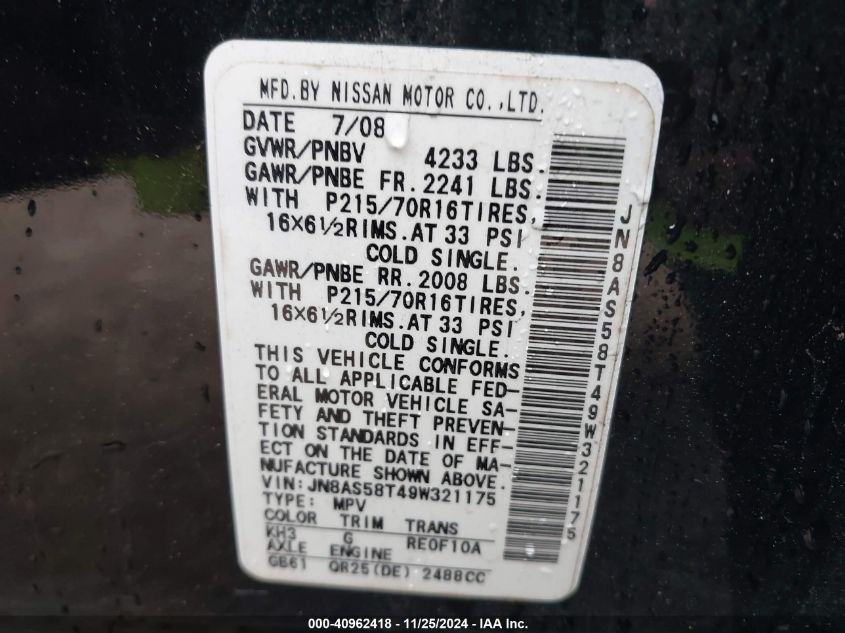 MFD.BY NISSAN MOTOR CO.,LTD.
DATE 7/08
GVWR/PNBV 4233 LBS.
GAWR/PNBE FR.2241 LBS.
WITH P215/70R16TIRES,
16X6½RIMS.AT 33 PSI
COLD SINGLE.
GAWR/PNBE RR.2008 LBS.
WITH P215/70R16TIRES,
16X6½RIMS.AT 33 PSI
COLD SINGLE.
THIS VEHICLE CONFORMS
TO ALL APPLICABLE FED-
ERAL MOTOR VEHICLE SA-
FETY AND THEFT PREVEN-
TION STANDARDS IN EFF-
ECT ON THE DATE OF MA-
NUFACTURE SHOWN ABOVE.
VIN:JN8AS58T49W321175
TYPE: MPV
COLOR TRIM TRANS
KH3 G RE0F10A
AXLE ENGINE
GB61 QR25(DE) 2488CC
JN8AS58T49W321175
000-40962418 - 11/25/2024 - IAA Inc.